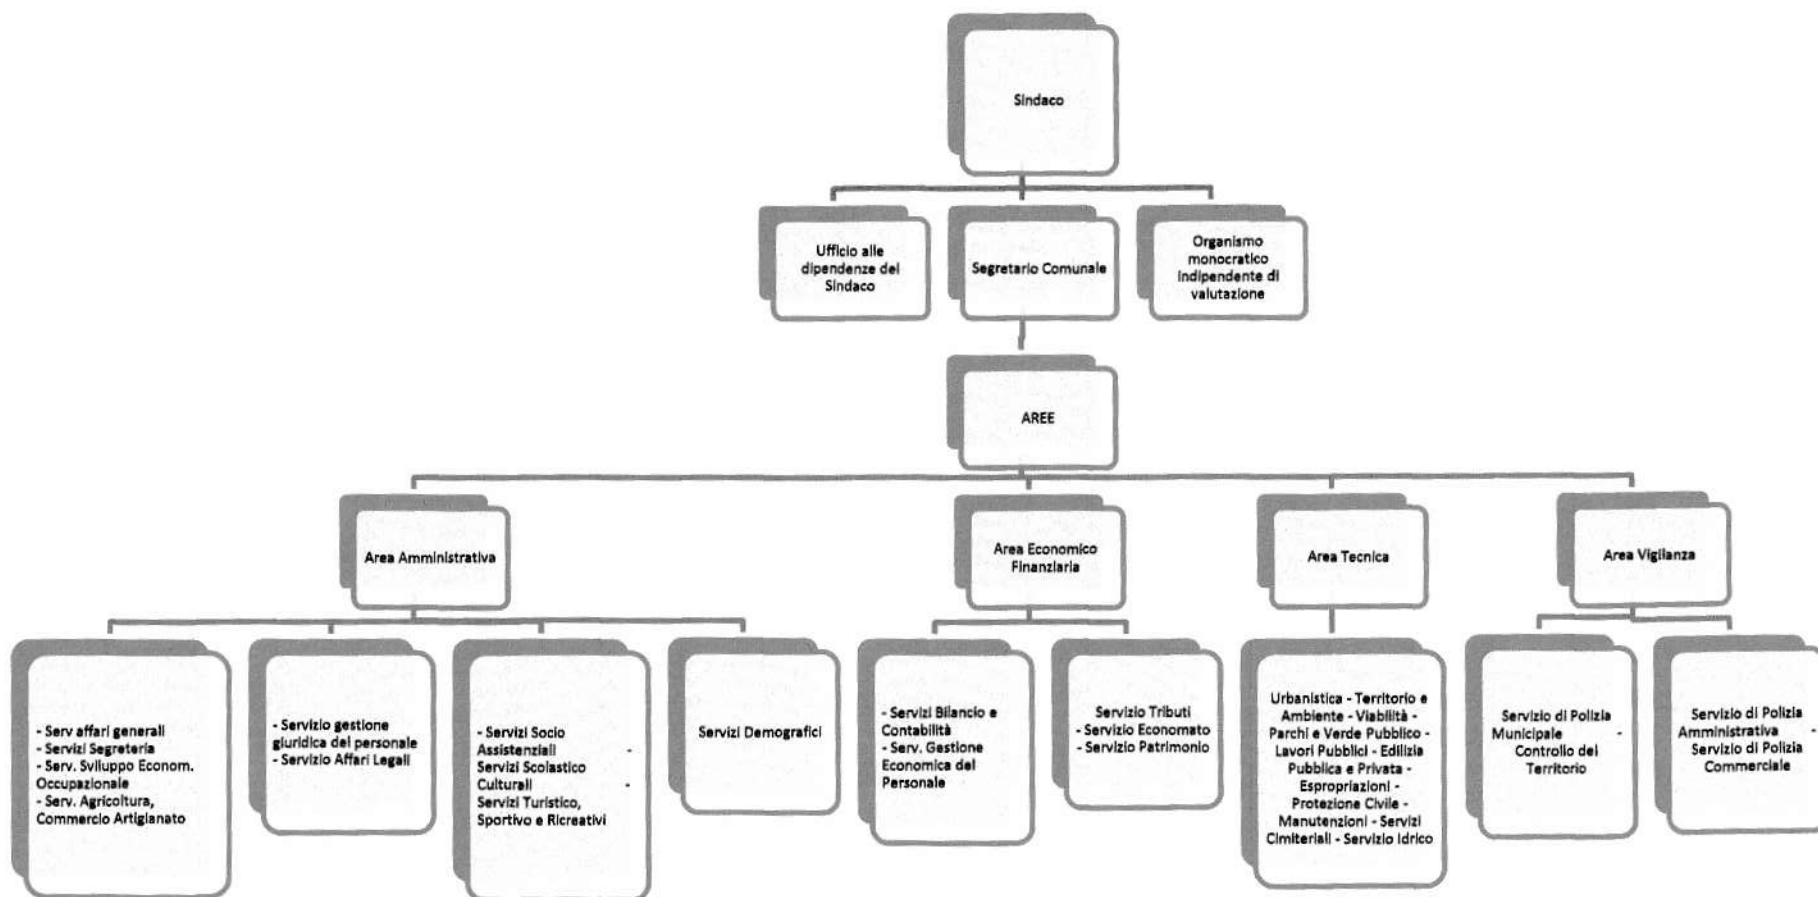 Sindaco
Ufficio alle
dipendenze del
Sindaco
Segretario Comunale
Organismo
monocratico
indipendente di
valutazione
AREE
Area Amministrativa
Area Economico
Finanziaria
Area Tecnica
Area Vigilanza
- Serv affari generali
- Servizi Segreteria
- Serv. Sviluppo Econom.
Occupazionale
- Serv. Agricoltura,
Commercio Artigianato
- Servizio gestione
giuridica del personale
- Servizio Affari Legali
- Servizi Socio
Assistenziali -
Servizi Scolastico
Culturali -
Servizi Turistico,
Sportivo e Ricreativi
Servizi Demografici
- Servizi Bilancio e
Contabilità
- Serv. Gestione
Economica del
Personale
Servizio Tributi
- Servizio Economato
- Servizio Patrimonio
Urbanistica - Territorio e
Ambiente - Viabilità -
Parchi e Verde Pubblico -
Lavori Pubblici - Edilizia
Pubblica e Privata -
Espropriazioni -
Protezione Civile -
Manutenzioni - Servizi
Cimiteriali - Servizio Idrico
Servizio di Polizia
Municipale -
Controllo del
Territorio
Servizio di Polizia
Amministrativa -
Servizio di Polizia
Commerciale